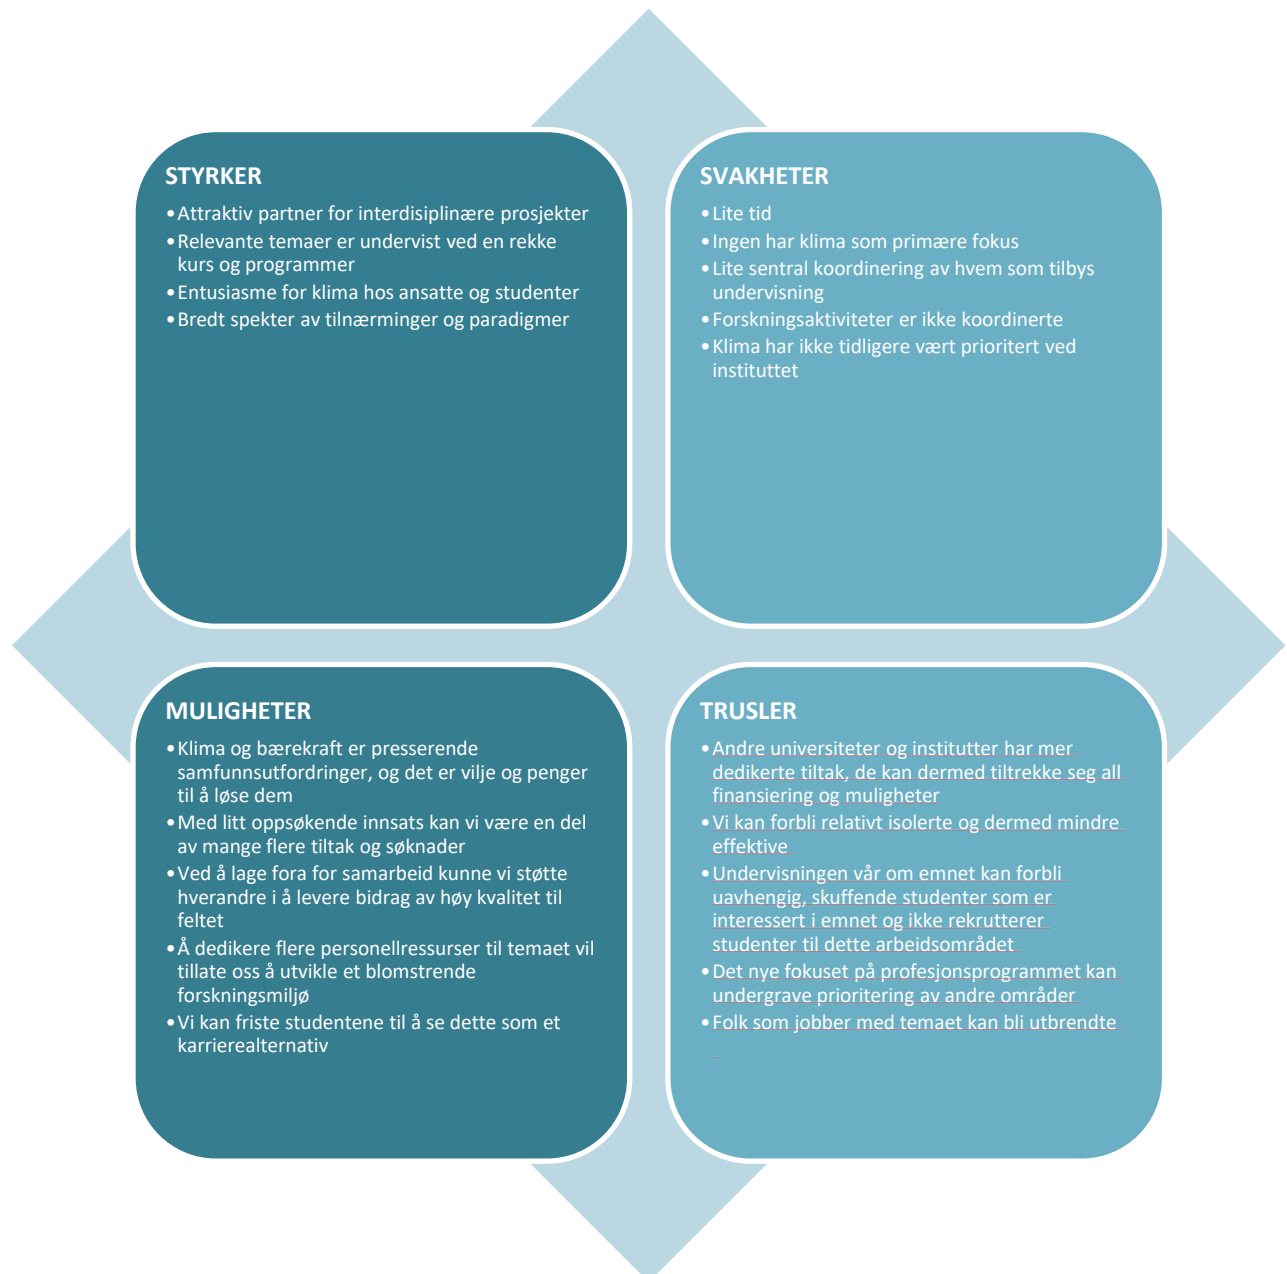 STYRKER
•Attraktiv partner for interdisiplinære prosjekter
•Relevante temaer er undervist ved en rekke
kurs og programmer
•Entusiasme for klima hos ansatte og studenter
•Bredt spekter av tilnærminger og paradigmer
SVAKHETER
•Lite tid
•Ingen har klima som primære fokus
•Lite sentral koordinering av hvem som tilbys
undervisning
•Forskningsaktiviteter er ikke koordinerte
•Klima har ikke tidligere vært prioritert ved
instituttet
MULIGHETER
•Klima og bærekraft er presserende
samfunnsutfordringer, og det er vilje og penger
til å løse dem
•Med litt oppsøkende innsats kan vi være en del
av mange flere tiltak og søknader
•Ved å lage fora for samarbeid kunne vi støtte
hverandre i å levere bidrag av høy kvalitet til
feltet
•Å dedikere flere personellressurser til temaet vil
tillate oss å utvikle et blomstrende
forskningsmiljø
•Vi kan friste studentene til å se dette som et
karrierealternativ
TRUSLER
•Andre universiteter og institutter har mer
dedikerte tiltak, de kan dermed tiltrekke seg all
finansiering og muligheter
•Vi kan forbli relativt isolerte og dermed mindre
effektive
•Undervisningen vår om emnet kan forbli
uavhengig, skuffende studenter som er
interessert i emnet og ikke rekrutterer
studenter til dette arbeidsområdet
•Det nye fokuset på profesjonsprogrammet kan
undergrave prioritering av andre områder
•Folk som jobber med temaet kan bli utbrendte